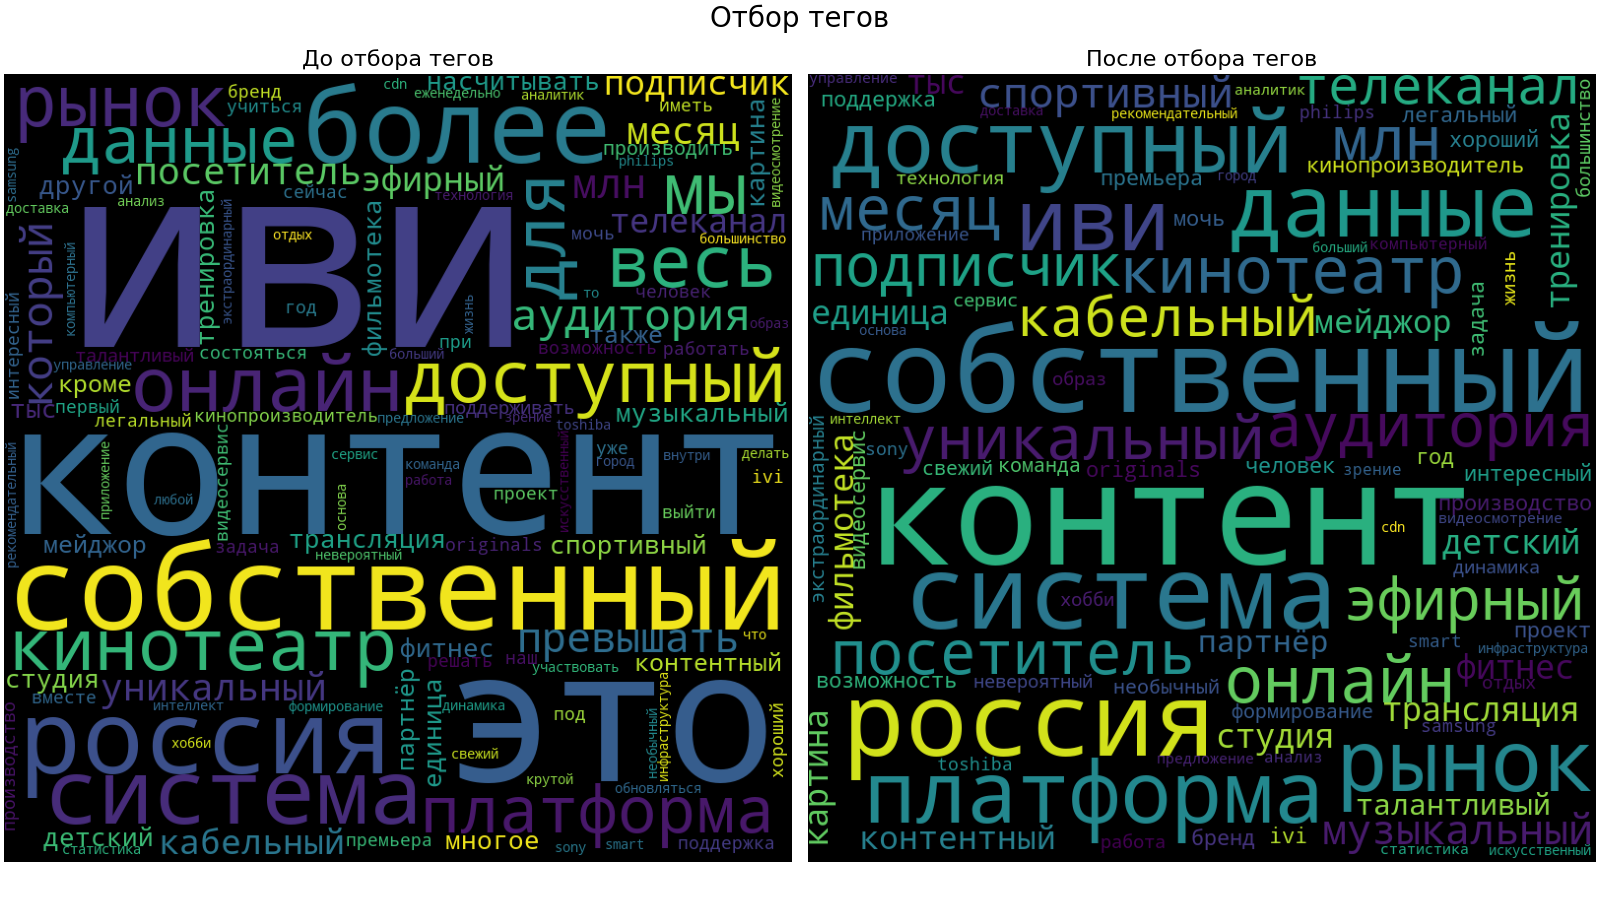 Отбор тегов
До отбора тегов
cdn
насчитывать
подписчик
рынок
бренд
еженедельно
аналитик
учиться
более
иметь
данные
месяц
картина
видеосмотрение
производить
samsung
посетитель
эфирный
philips
другой
сейчас
млн
мы
технология
доставка
анализ
тренировка
экстраординарный
фильмотека
для
телеканал
иви
отдых
мочь
большинство
который
компьютерный
весь
год
то
человек
интересный
жизнь
аудитория
образ
также
при
талантливый
состояться
больший
возможность
работать
управление
кроме
онлайн
доступный
тыс
первый
поддерживать
легальный
кинопроизводитель
предложение
зрение
музыкальный
toshiba
контент
рекомендательный
приложение
видеосервис
сервис
команда
работа
искусственный
уже
город
внутри
делать
ivi
любой
основа
проект
выйти
мейджор
задача
трансляция
originals
спортивный
невероятный
собственный
кинотеатр
фитнес
превышать
что
решать
наш
участвовать
контентный
студия
уникальный
вместе
интеллект
формирование
партнёр
единица
динамика
это
под
необычный
инфраструктура
хороший
производство
россия
хобби
свежий
крутой
обновляться
система
платформа
детский
статистика
кабельный
премьера
многое
sony
smart
поддержка
После отбора тегов
управление
тыс
спортивный
аналитик
телеканал
поддержка
доставка
рекомендательный
philips
легальный
большинство
доступный
млн
хороший
тренировка
кинопроизводитель
технология
премьера
город
месяц
иви
мочь
данные
приложение
больший
компьютерный
подписчик
кинотеатр
жизнь
единица
сервис
кабельный
мейджор
задача
основа
собственный
образ
интеллект
экстраординарный
фильмотека
видеосервис
sony
уникальный
аудитория
свежий
команда
originals
человек
зрение
год
интересный
контент
производство
видеосмотрение
cdn
детский
динамика
система
хобби
эфирный
посетитель
партнёр
smart
проект
инфраструктура
возможность
невероятный
необычный
онлайн
фитнес
отдых
россия
формирование
трансляция
картина
студия
samsung
toshiba
предложение
анализ
рынок
платформа
талантливый
контентный
работа
бренд
ivi
музыкальный
статистика
искусственный